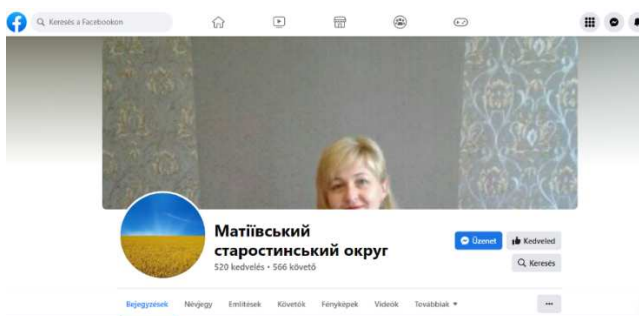 Keresés a Facebookon
Матіївський
старостинський округ
520 kedvelés • 566 követő
Üzenet
Kedveled
Keresés
Bejegyzések Névjegy Említések Követők Fényképek Videók Továbbiak